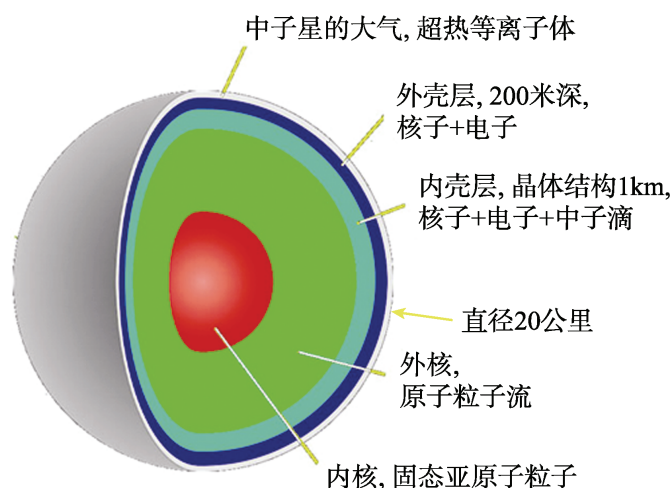 中子星的大气, 超热等离子体
外壳层, 200米深,
核子+电子
内壳层, 晶体结构1km,
核子+电子+中子滴
直径20公里
外核,
原子粒子流
内核, 固态亚原子粒子